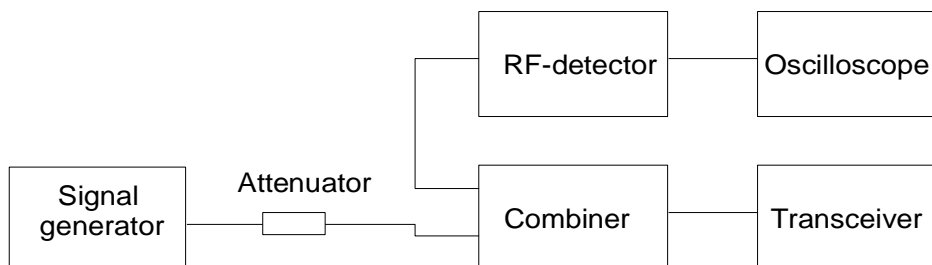 RF-detector
Oscilloscope
Signal
generator
Attenuator
Combiner
Transceiver